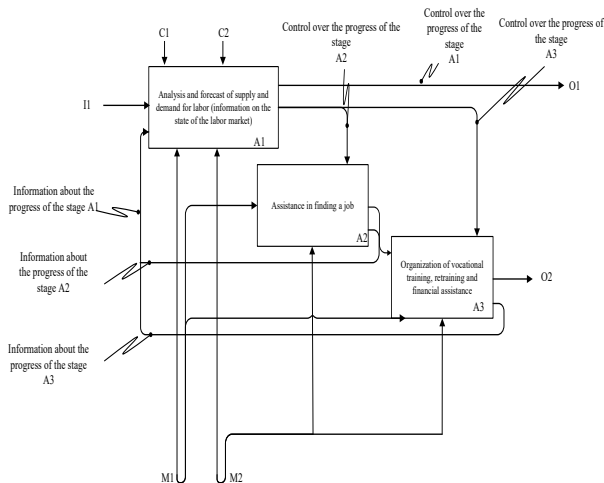 C1
C2
Control over the progress of the
stage
A2
Control over the
progress of the
stage
A1
Control over the progress of
the stage
A3
I1
Analysis and forecast of supply and
demand for labor (information on the
state of the labor market)
A1
O1
Information about the
progress of the stage A1
Assistance in finding a job
A2
Information about
the progress of the
stage A2
Organization of vocational
training, retraining and
financial assistance
A3
O2
Information about the
progress of the stage
A3
M1
M2